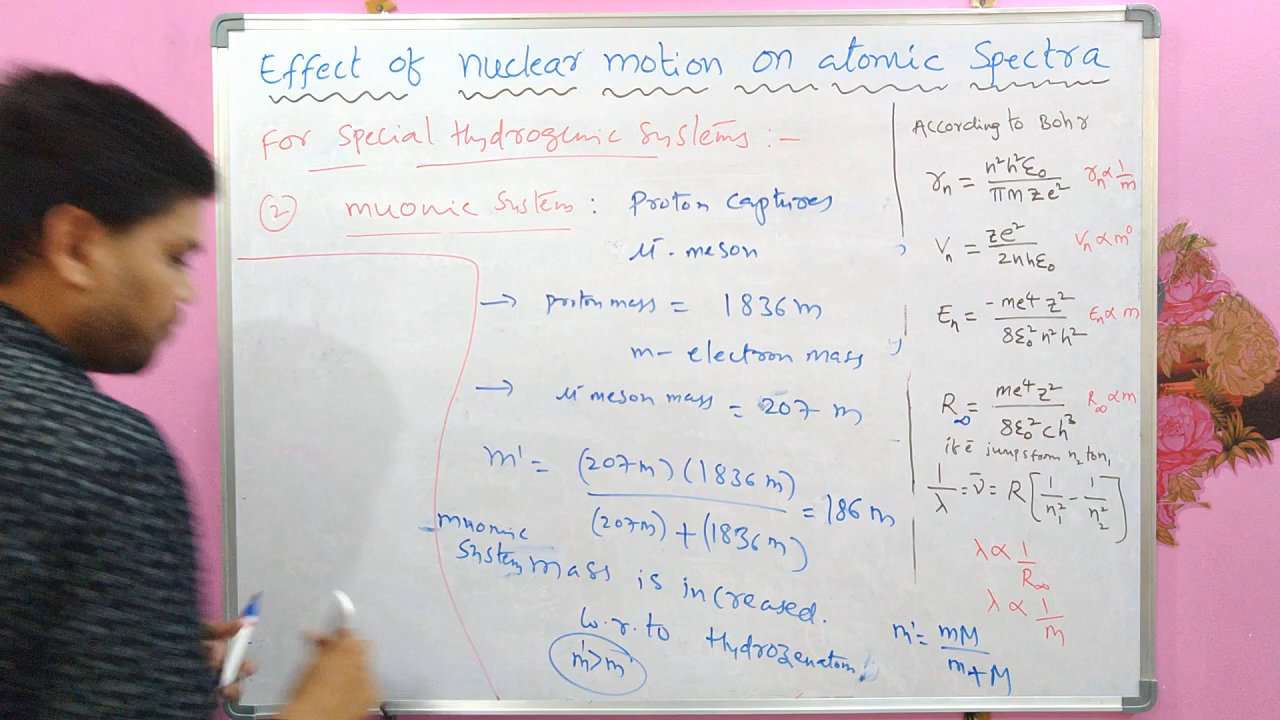 Effect of nuclear motion on atomic Spectra
For Special Hydrogenic Systems :-
② muonic System : Proton Captures
μ - meson
→ proton mass = 1836 m
m - electron mass
→ μ meson mass = 207 m
m' = (207m)(1836m) / (207m) + (1836m) = 186 m
muonic
System mass is increased.
w.r.to Hydrogenatom.
m' > m
According to Bohr
rₙ = n²h²ε₀ / πmze² rₙ ∝ 1/m
Vₙ = ze² / 2nhε₀ Vₙ ∝ m⁰
Eₙ = -me⁴z² / 8ε₀²n²h² Eₙ ∝ m
R∞ = me⁴z² / 8ε₀²ch³ R∞ ∝ m
if ē jumps from n₂ to n₁
1/λ = ν̄ = R[1/n₁² - 1/n₂²]
λ ∝ 1/R∞
λ ∝ 1/m
m' = mM / m+M